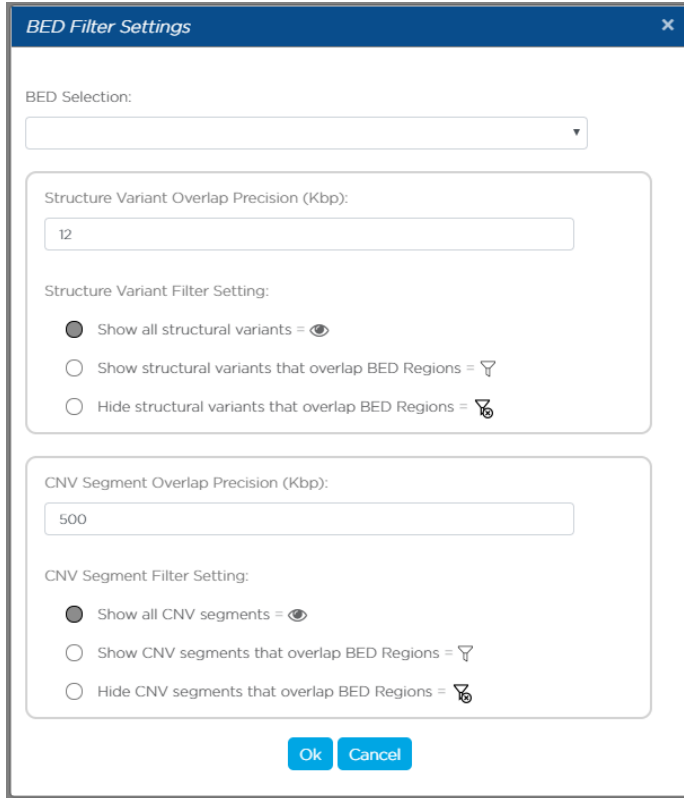 BED Filter Settings
BED Selection:
Structure Variant Overlap Precision (Kbp):
12
Structure Variant Filter Setting:
Show all structural variants =
Show structural variants that overlap BED Regions =
Hide structural variants that overlap BED Regions =
CNV Segment Overlap Precision (Kbp):
500
CNV Segment Filter Setting:
Show all CNV segments =
Show CNV segments that overlap BED Regions =
Hide CNV segments that overlap BED Regions =
Ok Cancel